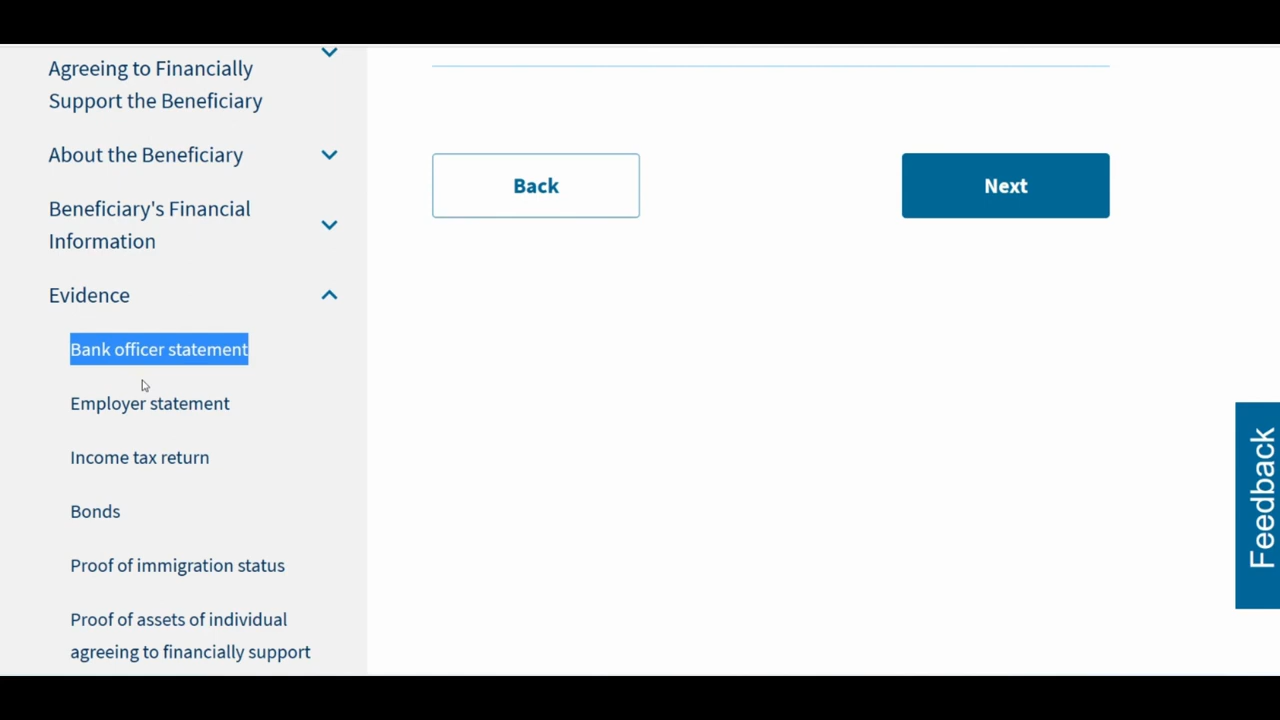 Agreeing to Financially
Support the Beneficiary
About the Beneficiary
Beneficiary's Financial
Information
Evidence
Bank officer statement
Employer statement
Income tax return
Bonds
Proof of immigration status
Proof of assets of individual
agreeing to financially support
Back
Next
Feedback